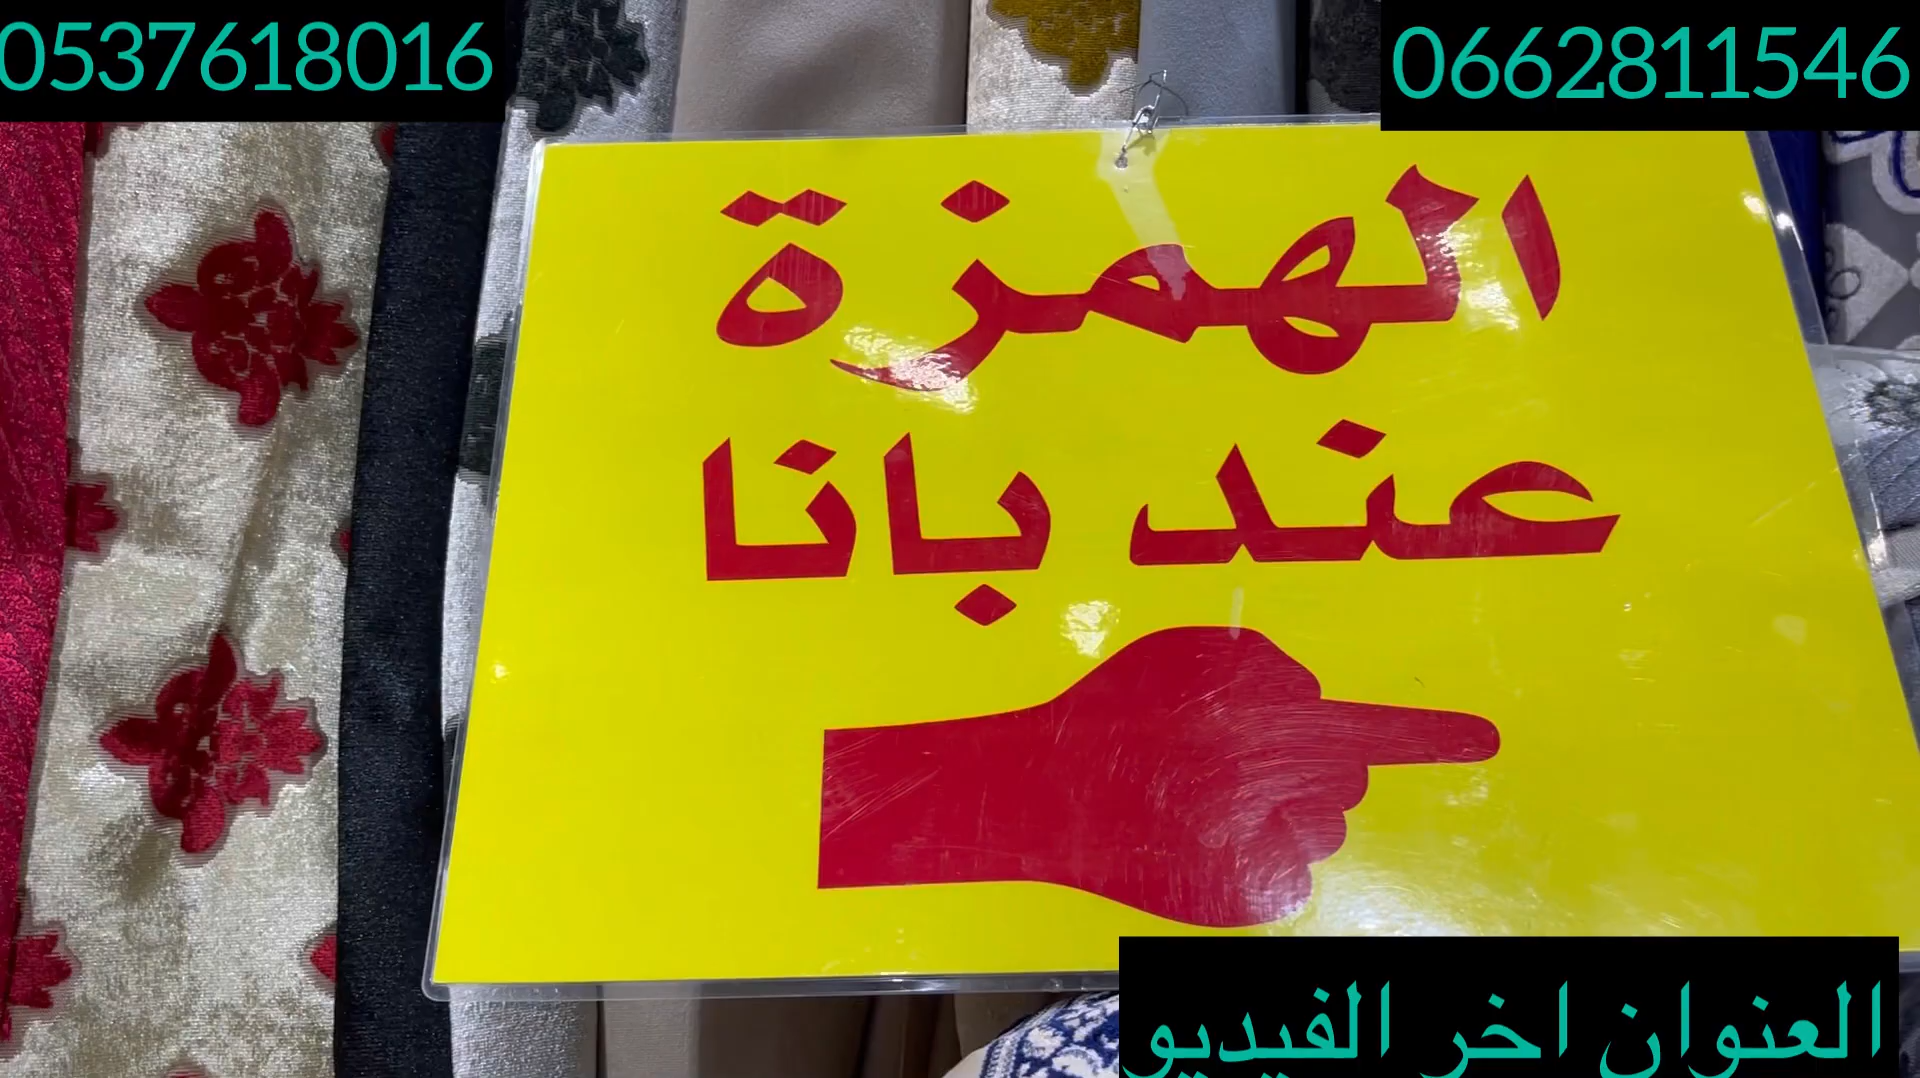 0537618016
0662811546
الهمزة
عند بانا
العنوان اخر الفيديو